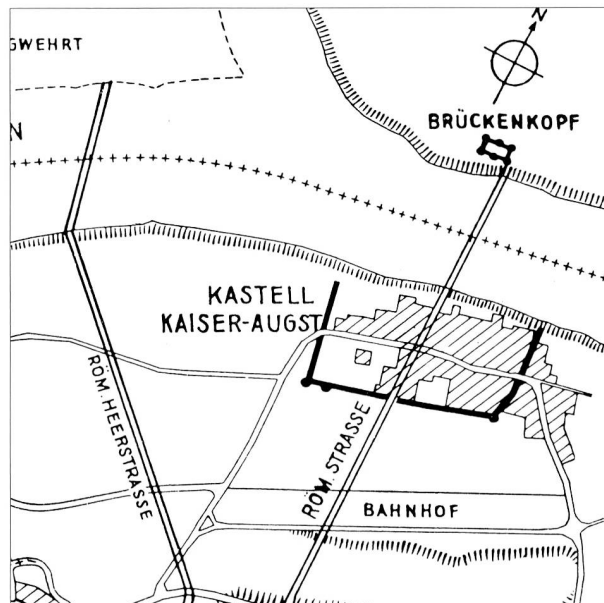 GWEHRT
N
BRÜCKENKOPF
N
KASTELL
KAISER-AUGST
RÖM. HEERSTRASSE
RÖM. STRASSE
BAHNHOF